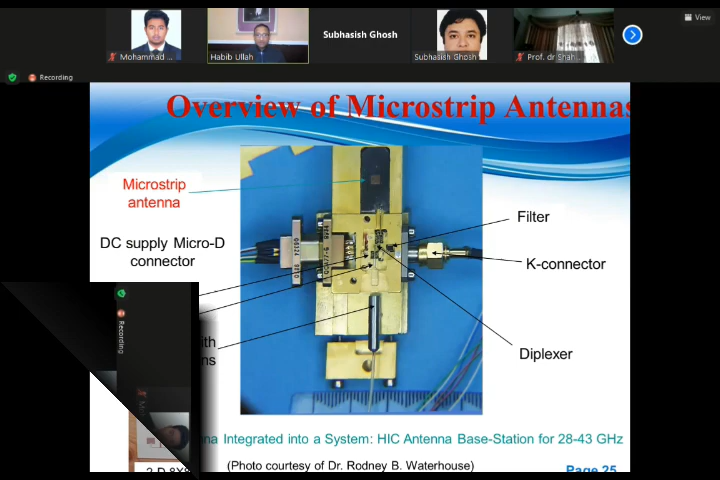 View
Subhasish Ghosh
Mohammad ...
Habib Ullah
Subhasish Ghosh
Prof. dr Shah...
Recording
Overview of Microstrip Antennas
Microstrip
antenna
Filter
DC supply Micro-D
connector
K-connector
Recording
ith
ns
Diplexer
na Integrated into a System: HIC Antenna Base-Station for 28-43 GHz
(Photo courtesy of Dr. Rodney B. Waterhouse)
Page 25